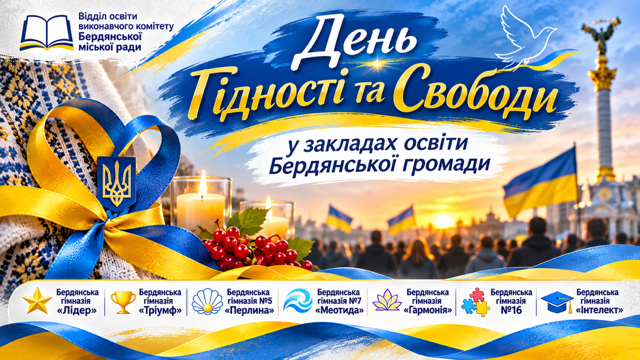 Відділ освіти
виконавчого комітету
Бердянської
міської ради
День
Гідності та Свободи
у закладах освіти
Бердянської громади
Бердянська
гімназія
«Лідер»
Бердянська
гімназія
«Тріумф»
Бердянська
гімназія №5
«Перлина»
Бердянська
гімназія №7
«Меотида»
Бердянська
гімназія
«Гармонія»
Бердянська
гімназія
№16
Бердянська
гімназія
«Інтелект»